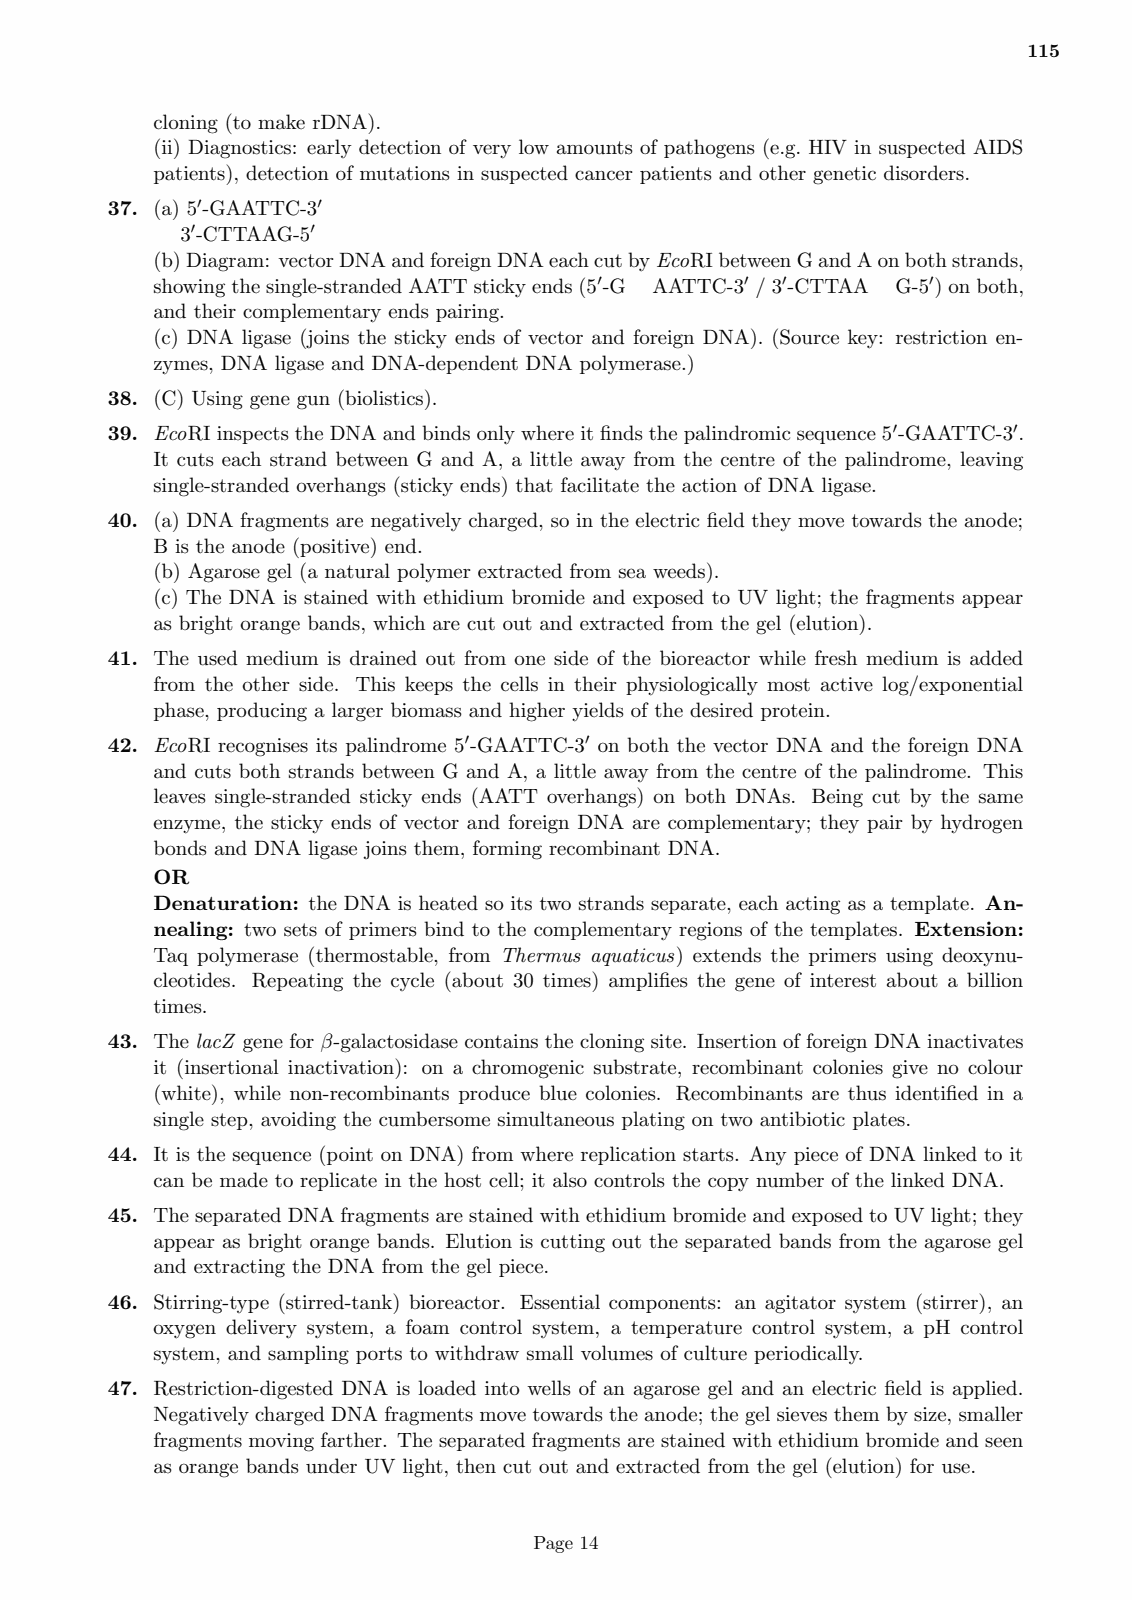 115
cloning (to make rDNA).
(ii) Diagnostics: early detection of very low amounts of pathogens (e.g. HIV in suspected AIDS
patients), detection of mutations in suspected cancer patients and other genetic disorders.
37. (a) 5′-GAATTC-3′
3′-CTTAAG-5′
(b) Diagram: vector DNA and foreign DNA each cut by EcoRI between G and A on both strands,
showing the single-stranded AATT sticky ends (5′-G AATTC-3′ / 3′-CTTAA G-5′) on both,
and their complementary ends pairing.
(c) DNA ligase (joins the sticky ends of vector and foreign DNA). (Source key: restriction en-
zymes, DNA ligase and DNA-dependent DNA polymerase.)
38. (C) Using gene gun (biolistics).
39. EcoRI inspects the DNA and binds only where it finds the palindromic sequence 5′-GAATTC-3′.
It cuts each strand between G and A, a little away from the centre of the palindrome, leaving
single-stranded overhangs (sticky ends) that facilitate the action of DNA ligase.
40. (a) DNA fragments are negatively charged, so in the electric field they move towards the anode;
B is the anode (positive) end.
(b) Agarose gel (a natural polymer extracted from sea weeds).
(c) The DNA is stained with ethidium bromide and exposed to UV light; the fragments appear
as bright orange bands, which are cut out and extracted from the gel (elution).
41. The used medium is drained out from one side of the bioreactor while fresh medium is added
from the other side. This keeps the cells in their physiologically most active log/exponential
phase, producing a larger biomass and higher yields of the desired protein.
42. EcoRI recognises its palindrome 5′-GAATTC-3′ on both the vector DNA and the foreign DNA
and cuts both strands between G and A, a little away from the centre of the palindrome. This
leaves single-stranded sticky ends (AATT overhangs) on both DNAs. Being cut by the same
enzyme, the sticky ends of vector and foreign DNA are complementary; they pair by hydrogen
bonds and DNA ligase joins them, forming recombinant DNA.
OR
Denaturation: the DNA is heated so its two strands separate, each acting as a template. An-
nealing: two sets of primers bind to the complementary regions of the templates. Extension:
Taq polymerase (thermostable, from Thermus aquaticus) extends the primers using deoxynu-
cleotides. Repeating the cycle (about 30 times) amplifies the gene of interest about a billion
times.
43. The lacZ gene for β-galactosidase contains the cloning site. Insertion of foreign DNA inactivates
it (insertional inactivation): on a chromogenic substrate, recombinant colonies give no colour
(white), while non-recombinants produce blue colonies. Recombinants are thus identified in a
single step, avoiding the cumbersome simultaneous plating on two antibiotic plates.
44. It is the sequence (point on DNA) from where replication starts. Any piece of DNA linked to it
can be made to replicate in the host cell; it also controls the copy number of the linked DNA.
45. The separated DNA fragments are stained with ethidium bromide and exposed to UV light; they
appear as bright orange bands. Elution is cutting out the separated bands from the agarose gel
and extracting the DNA from the gel piece.
46. Stirring-type (stirred-tank) bioreactor. Essential components: an agitator system (stirrer), an
oxygen delivery system, a foam control system, a temperature control system, a pH control
system, and sampling ports to withdraw small volumes of culture periodically.
47. Restriction-digested DNA is loaded into wells of an agarose gel and an electric field is applied.
Negatively charged DNA fragments move towards the anode; the gel sieves them by size, smaller
fragments moving farther. The separated fragments are stained with ethidium bromide and seen
as orange bands under UV light, then cut out and extracted from the gel (elution) for use.
Page 14